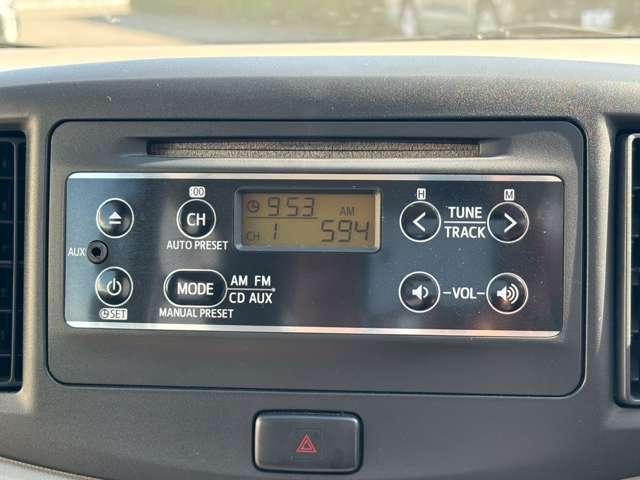 :00
H
M
CH
AUTO PRESET
9:53
AM
CH 1 594
TUNE
TRACK
AUX
MODE
AM FM
CD AUX
MANUAL PRESET
SET
-VOL-